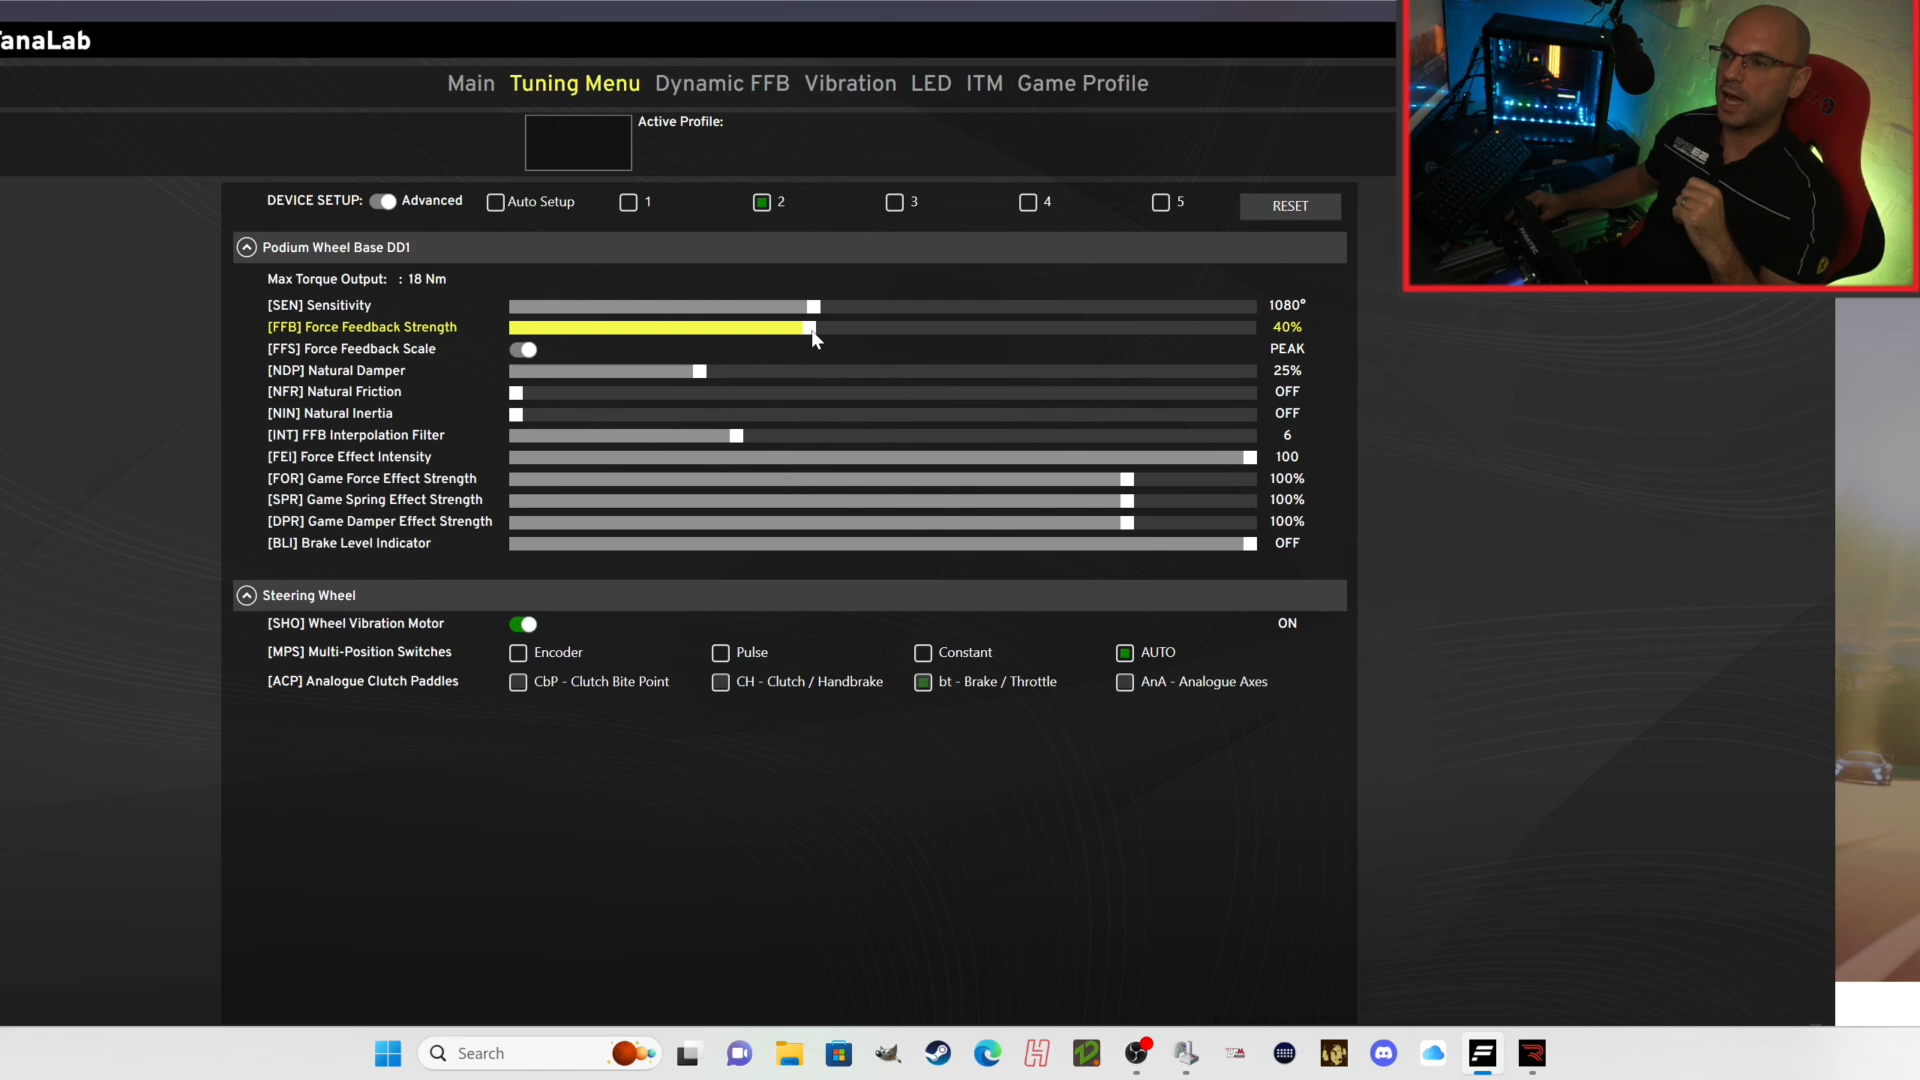 FanaLab
Main Tuning Menu Dynamic FFB Vibration LED ITM Game Profile
Active Profile:
DEVICE SETUP: Advanced Auto Setup 1 2 3 4 5 RESET
Podium Wheel Base DD1
Max Torque Output: : 18 Nm
[SEN] Sensitivity 1080°
[FFB] Force Feedback Strength 40%
[FFS] Force Feedback Scale PEAK
[NDP] Natural Damper 25%
[NFR] Natural Friction OFF
[NIN] Natural Inertia OFF
[INT] FFB Interpolation Filter 6
[FEI] Force Effect Intensity 100
[FOR] Game Force Effect Strength 100%
[SPR] Game Spring Effect Strength 100%
[DPR] Game Damper Effect Strength 100%
[BLI] Brake Level Indicator OFF
Steering Wheel
[SHO] Wheel Vibration Motor ON
[MPS] Multi-Position Switches Encoder Pulse Constant AUTO
[ACP] Analogue Clutch Paddles CbP - Clutch Bite Point CH - Clutch / Handbrake bt - Brake / Throttle AnA - Analogue Axes
Search